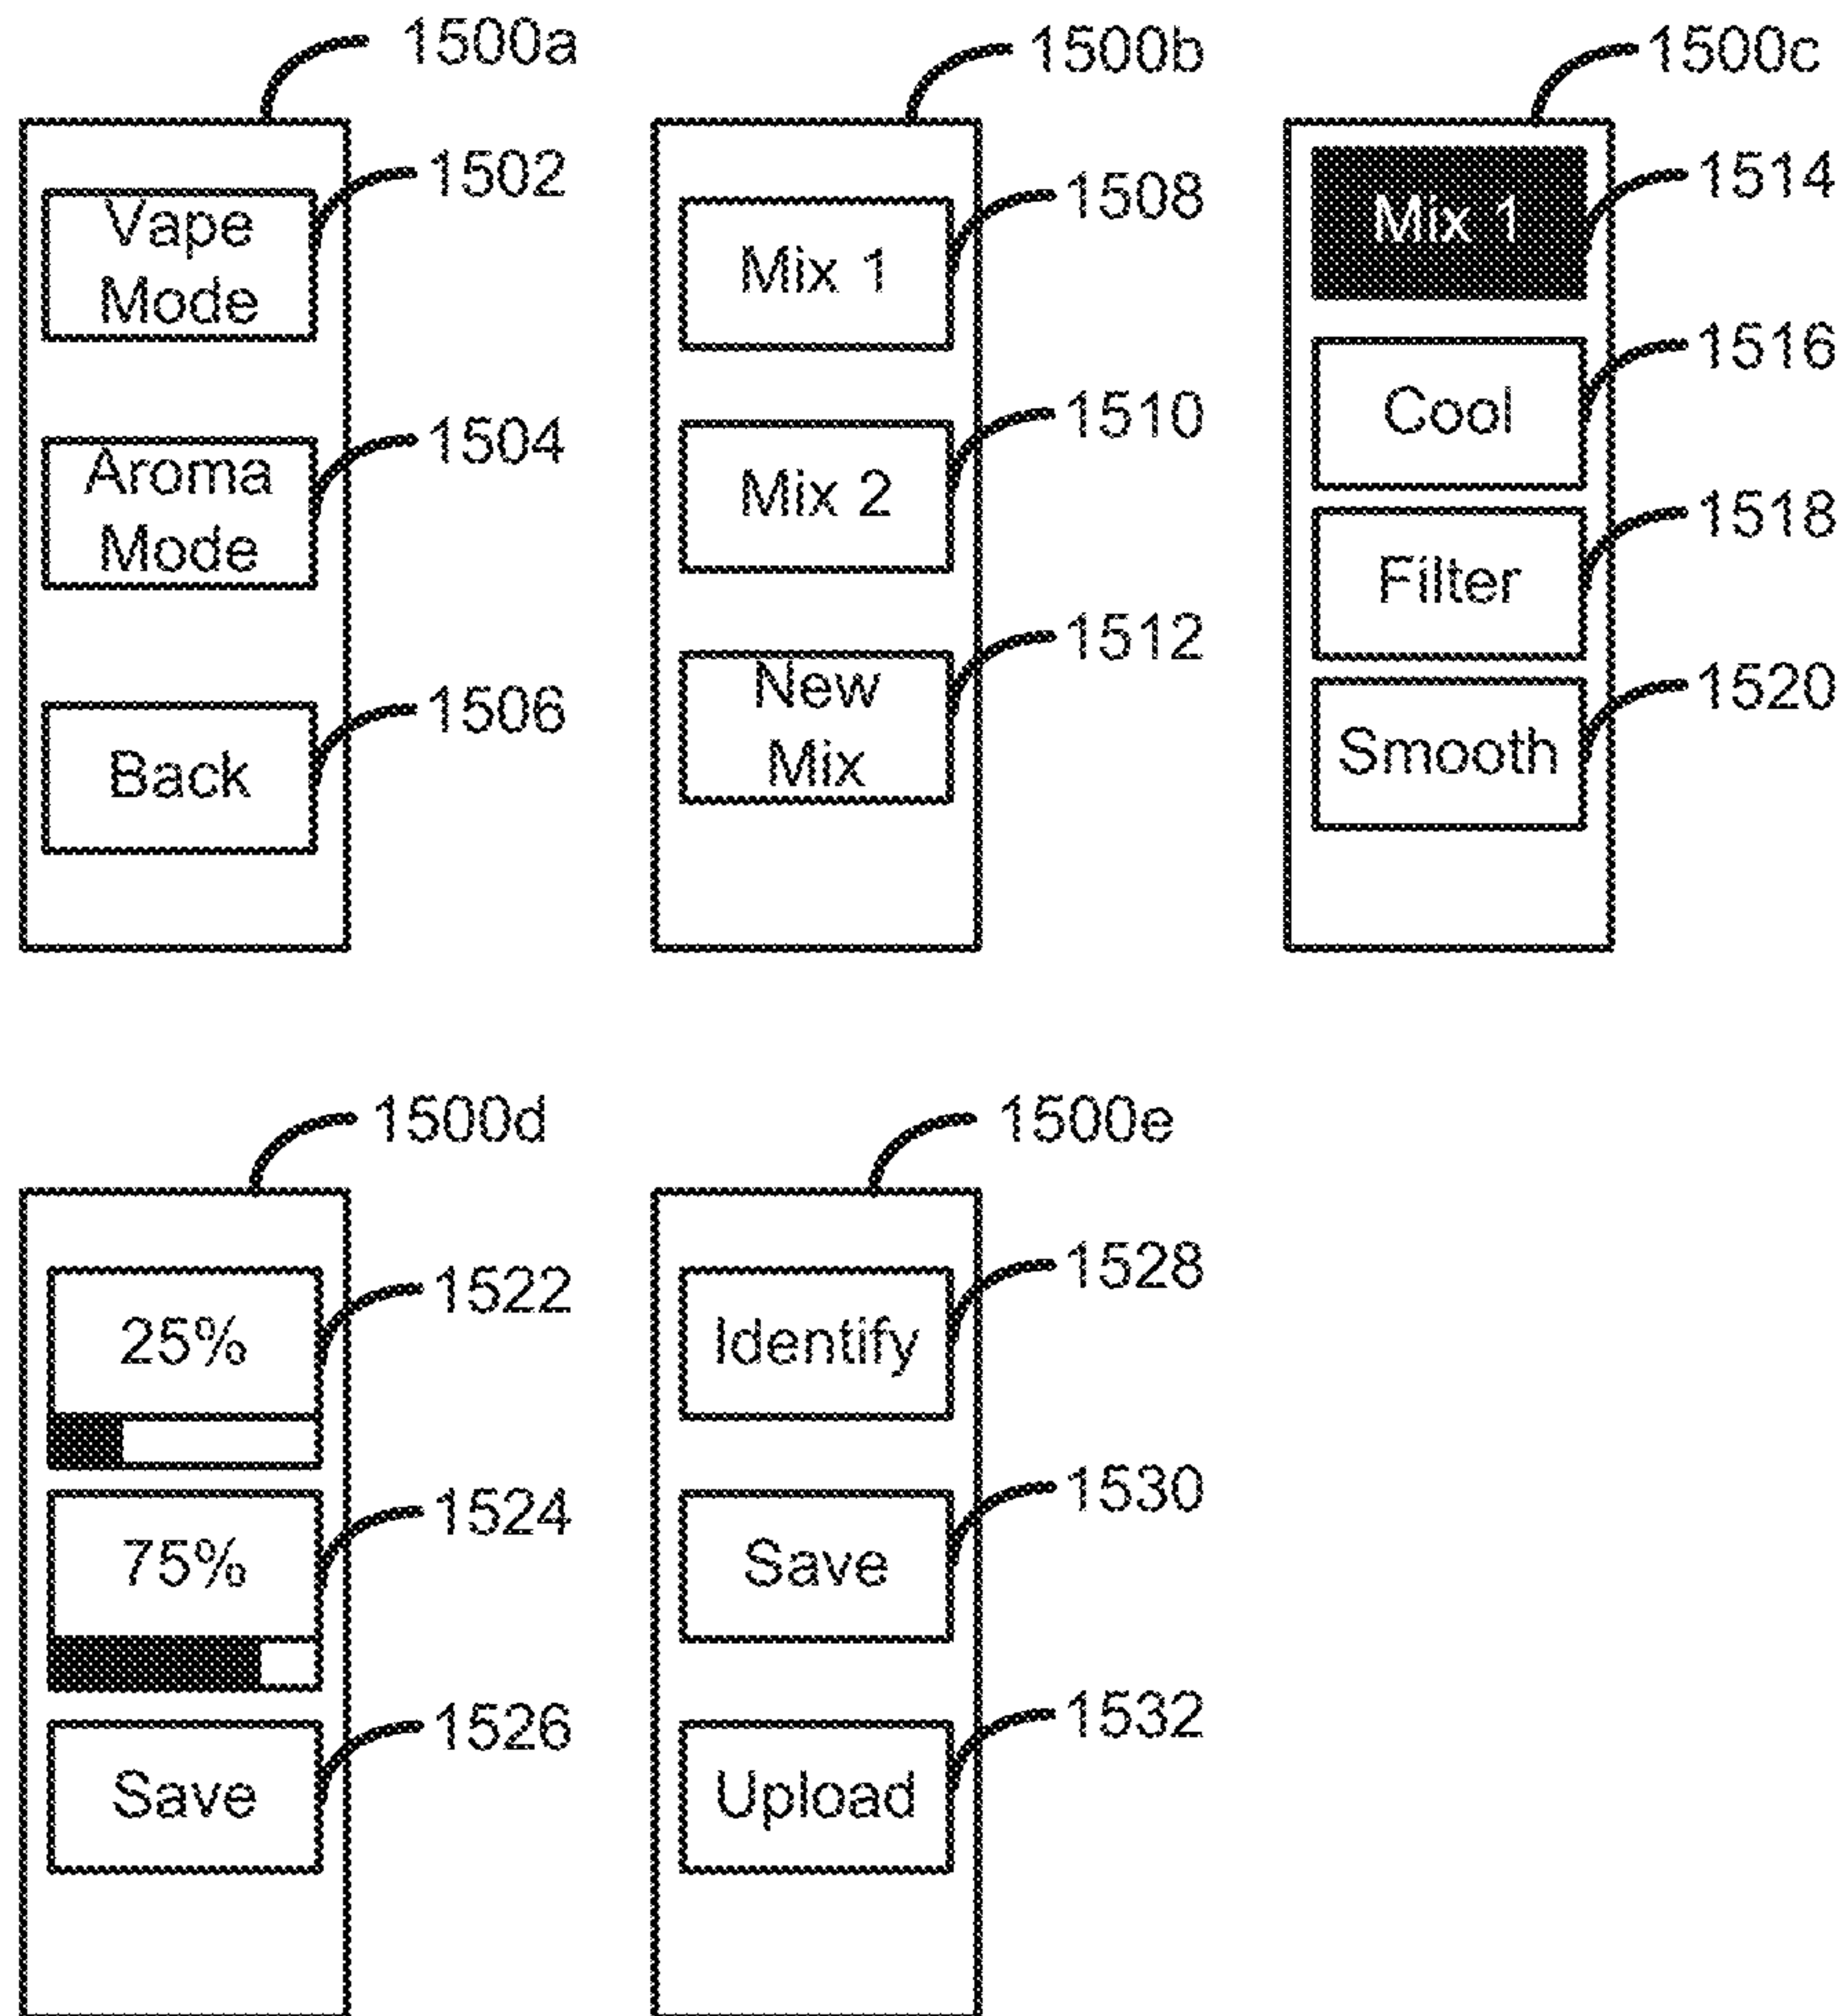 1500a
1500b
1500c
Vape
Mode
1502
Aroma
Mode
1504
Back
1506
Mix 1
1508
Mix 2
1510
New
Mix
1512
Mix 1
1514
Cool
1516
Filter
1518
Smooth
1520
1500d
1500e
25%
1522
75%
1524
Save
1526
Identify
1528
Save
1530
Upload
1532